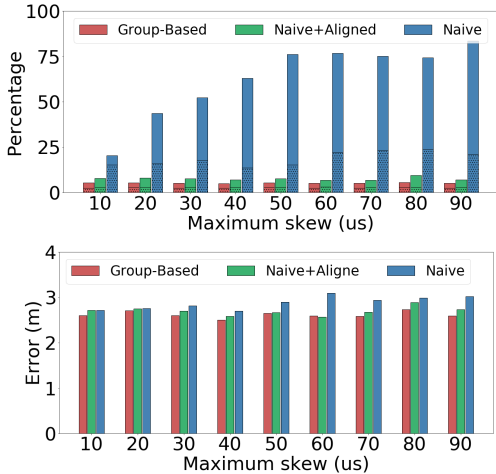 100
Group-Based Naive+Aligned Naive
75
50
25
0
Percentage
10 20 30 40 50 60 70 80 90
Maximum skew (us)
4
Group-Based Naive+Aligne Naive
3
2
1
0
Error (m)
10 20 30 40 50 60 70 80 90
Maximum skew (us)